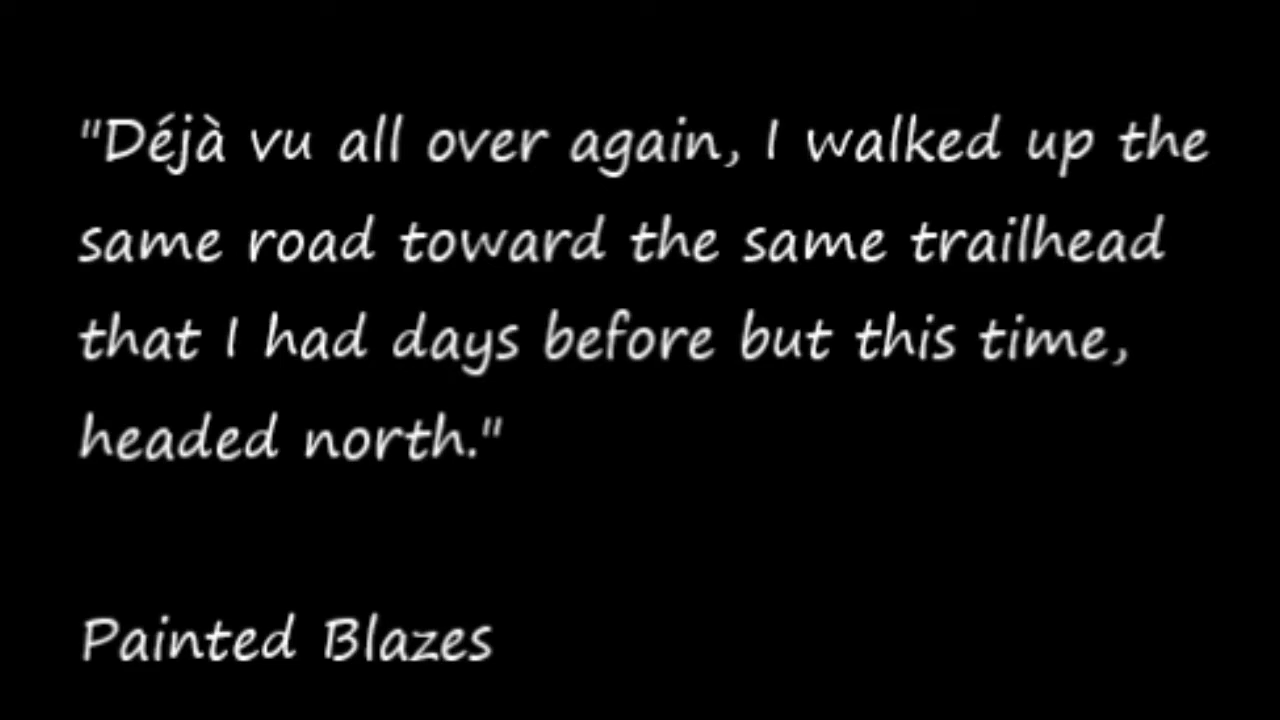 "Déjà vu all over again, I walked up the
same road toward the same trailhead
that I had days before but this time,
headed north."
Painted Blazes